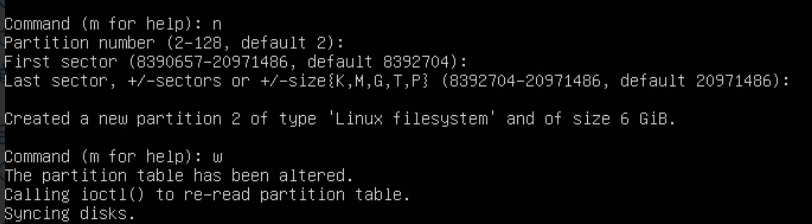 Command (m for help): n
Partition number (2-128, default 2):
First sector (8390657-20971486, default 8392704):
Last sector, +/-sectors or +/-size{K,M,G,T,P} (8392704-20971486, default 20971486):
Created a new partition 2 of type 'Linux filesystem' and of size 6 GiB.
Command (m for help): w
The partition table has been altered.
Calling ioctl() to re-read partition table.
Syncing disks.